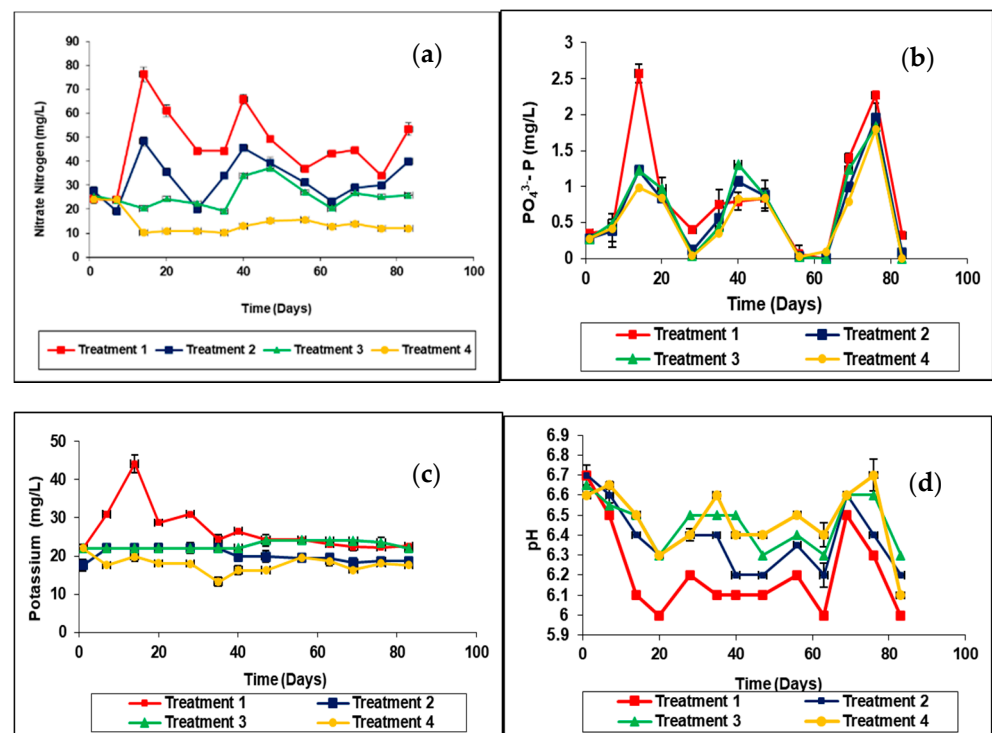 (a)
Nitrate Nitrogen (mg/L)
90
80
70
60
50
40
30
20
10
0
0 20 40 60 80 100
Time (Days)
Treatment 1 Treatment 2 Treatment 3 Treatment 4
(b)
PO₄³⁻- P (mg/L)
3
2.5
2
1.5
1
0.5
0
0 20 40 60 80 100
Time (Days)
Treatment 1 Treatment 2
Treatment 3 Treatment 4
(c)
Potassium (mg/L)
50
40
30
20
10
0
0 20 40 60 80 100
Time (Days)
Treatment 1 Treatment 2
Treatment 3 Treatment 4
(d)
pH
6.9
6.8
6.7
6.6
6.5
6.4
6.3
6.2
6.1
6
5.9
0 20 40 60 80 100
Time (Days)
Treatment 1 Treatment 2
Treatment 3 Treatment 4